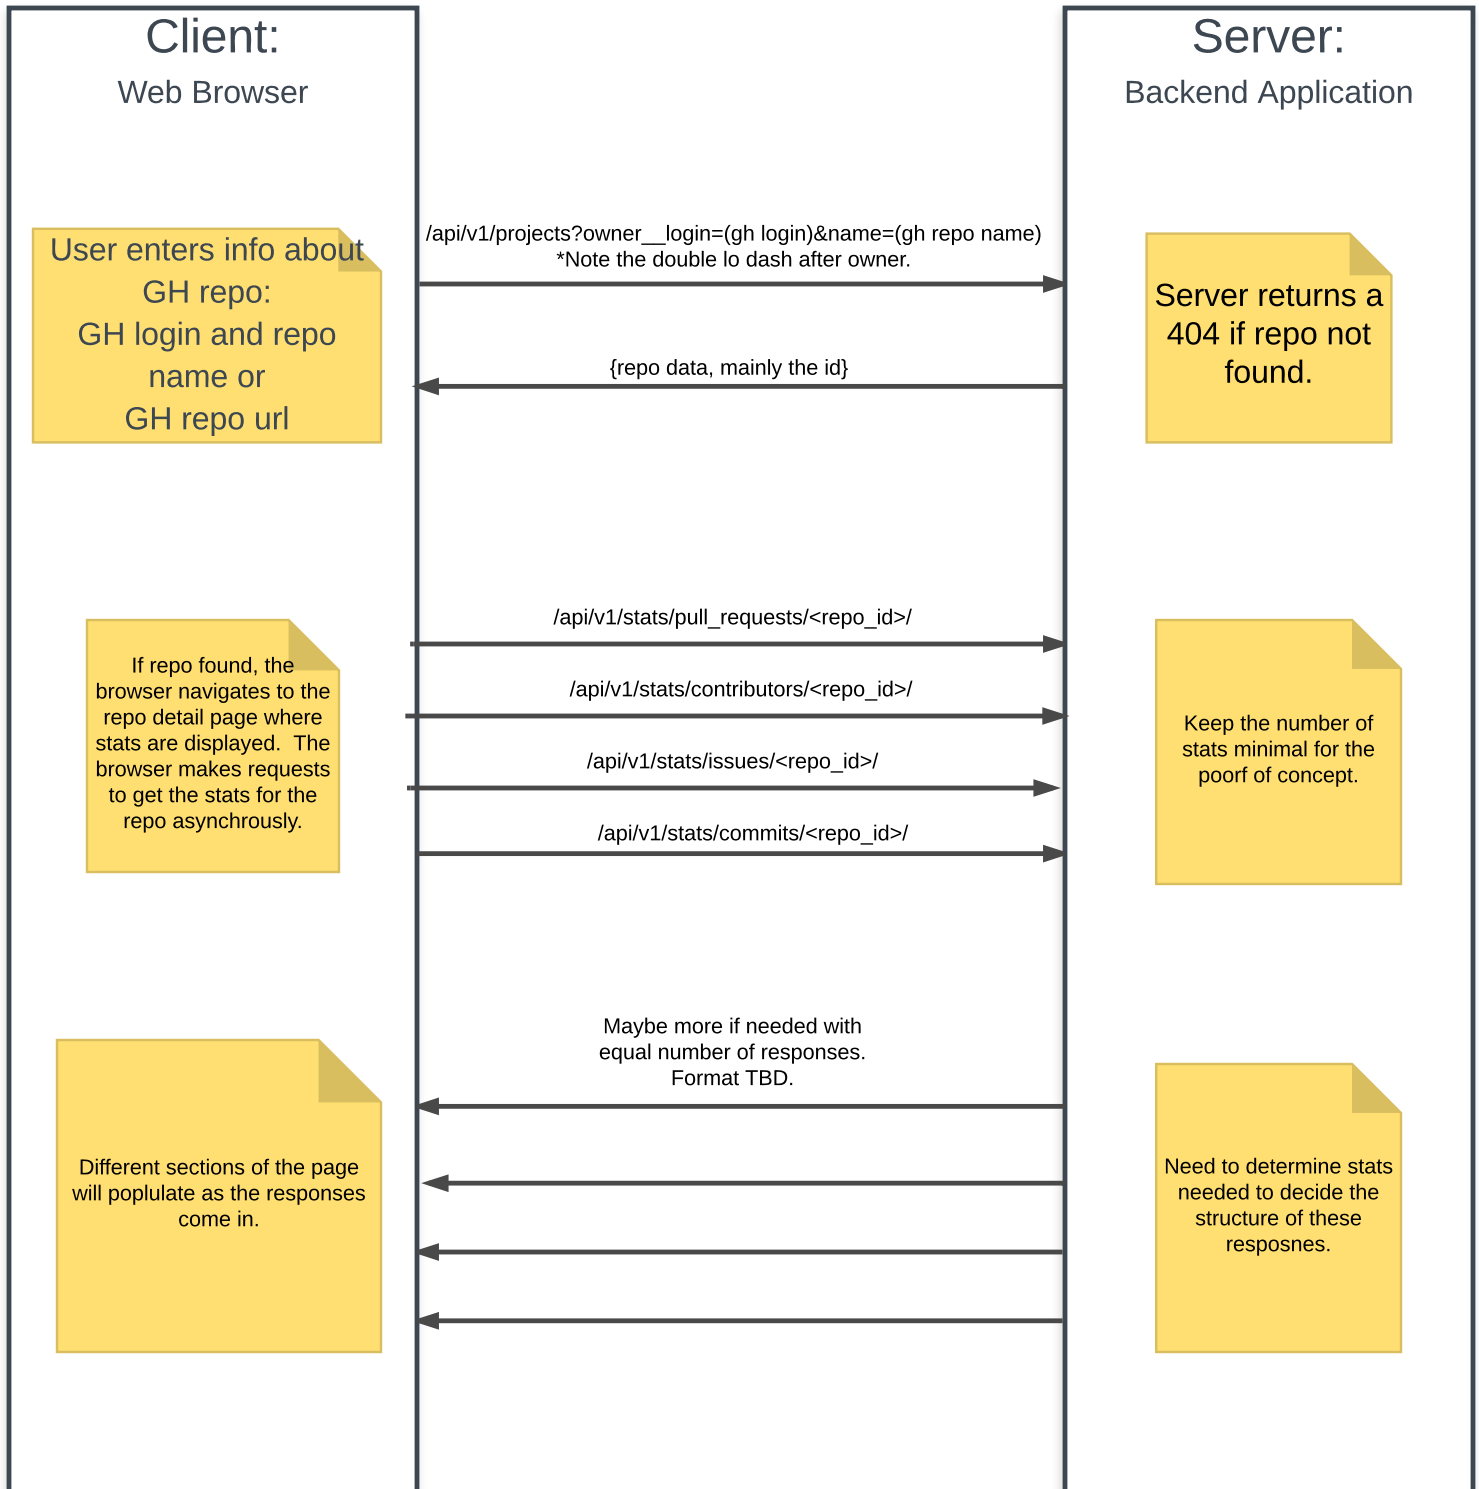 Client:
Web Browser
Server:
Backend Application
User enters info about
GH repo:
GH login and repo
name or
GH repo url
/api/v1/projects?owner__login=(gh login)&name=(gh repo name)
*Note the double lo dash after owner.
{repo data, mainly the id}
Server returns a
404 if repo not
found.
If repo found, the
browser navigates to the
repo detail page where
stats are displayed.  The
browser makes requests
to get the stats for the
repo asynchrously.
/api/v1/stats/pull_requests/<repo_id>/
/api/v1/stats/contributors/<repo_id>/
/api/v1/stats/issues/<repo_id>/
/api/v1/stats/commits/<repo_id>/
Keep the number of
stats minimal for the
poorf of concept.
Maybe more if needed with
equal number of responses.
Format TBD.
Different sections of the page
will poplulate as the responses
come in.
Need to determine stats
needed to decide the
structure of these
resposnes.